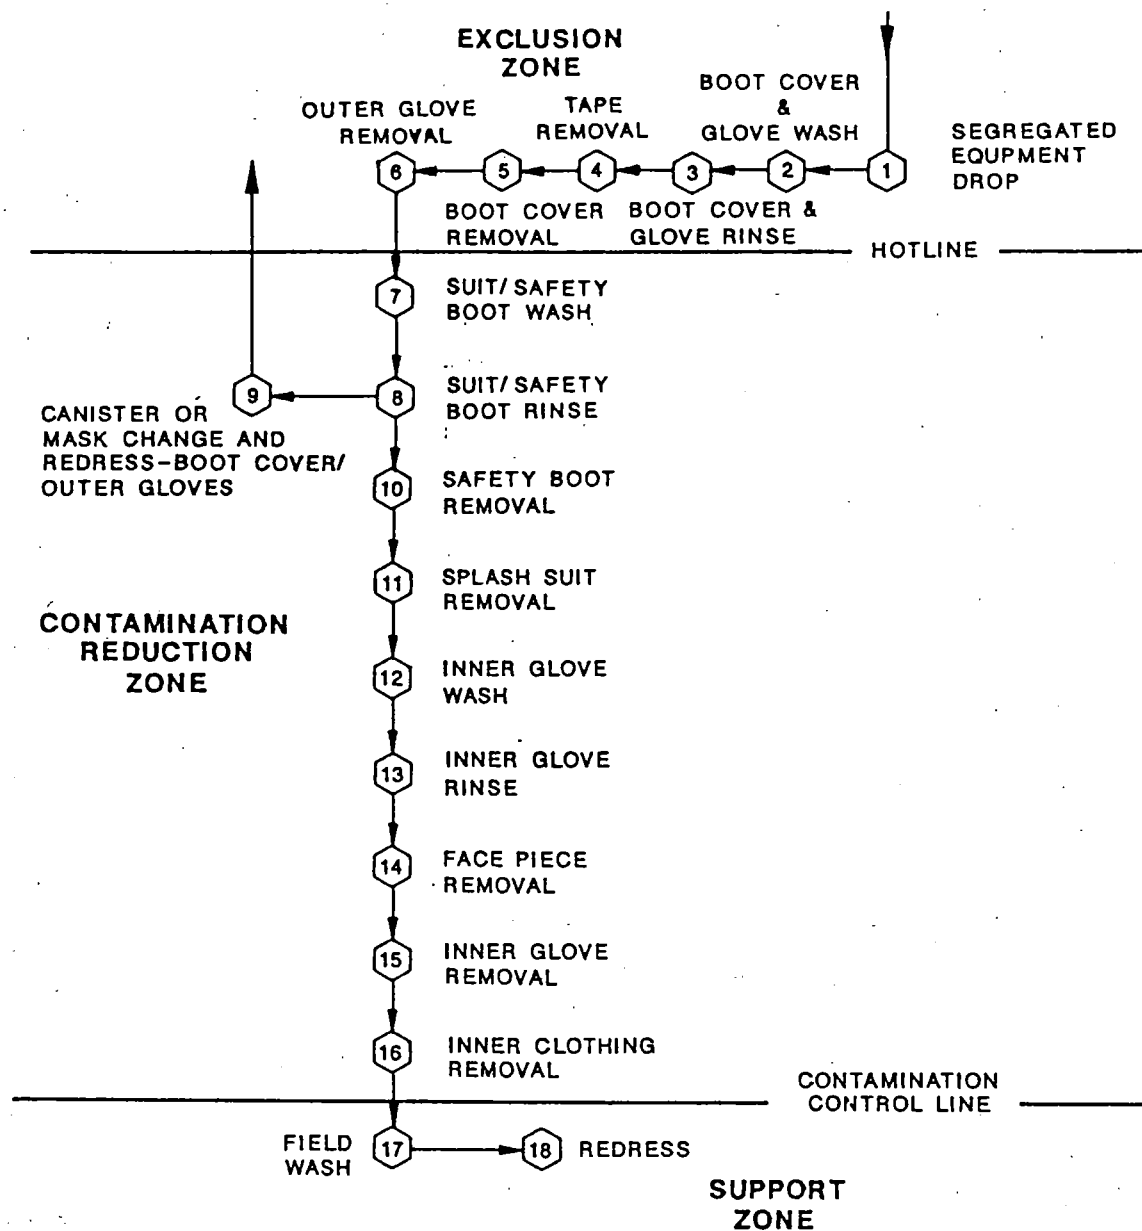 EXCLUSION
ZONE
BOOT COVER
&
GLOVE WASH
TAPE
REMOVAL
OUTER GLOVE
REMOVAL
SEGREGATED
EQUPMENT
DROP
6
5
4
3
2
1
BOOT COVER
REMOVAL
BOOT COVER &
GLOVE RINSE
HOTLINE
7
SUIT/SAFETY
BOOT WASH
8
SUIT/SAFETY
BOOT RINSE
9
CANISTER OR
MASK CHANGE AND
REDRESS-BOOT COVER/
OUTER GLOVES
10
SAFETY BOOT
REMOVAL
11
SPLASH SUIT
REMOVAL
CONTAMINATION
REDUCTION
ZONE
12
INNER GLOVE
WASH
13
INNER GLOVE
RINSE
14
FACE PIECE
REMOVAL
15
INNER GLOVE
REMOVAL
16
INNER CLOTHING
REMOVAL
CONTAMINATION
CONTROL LINE
FIELD
WASH
17
18
REDRESS
SUPPORT
ZONE